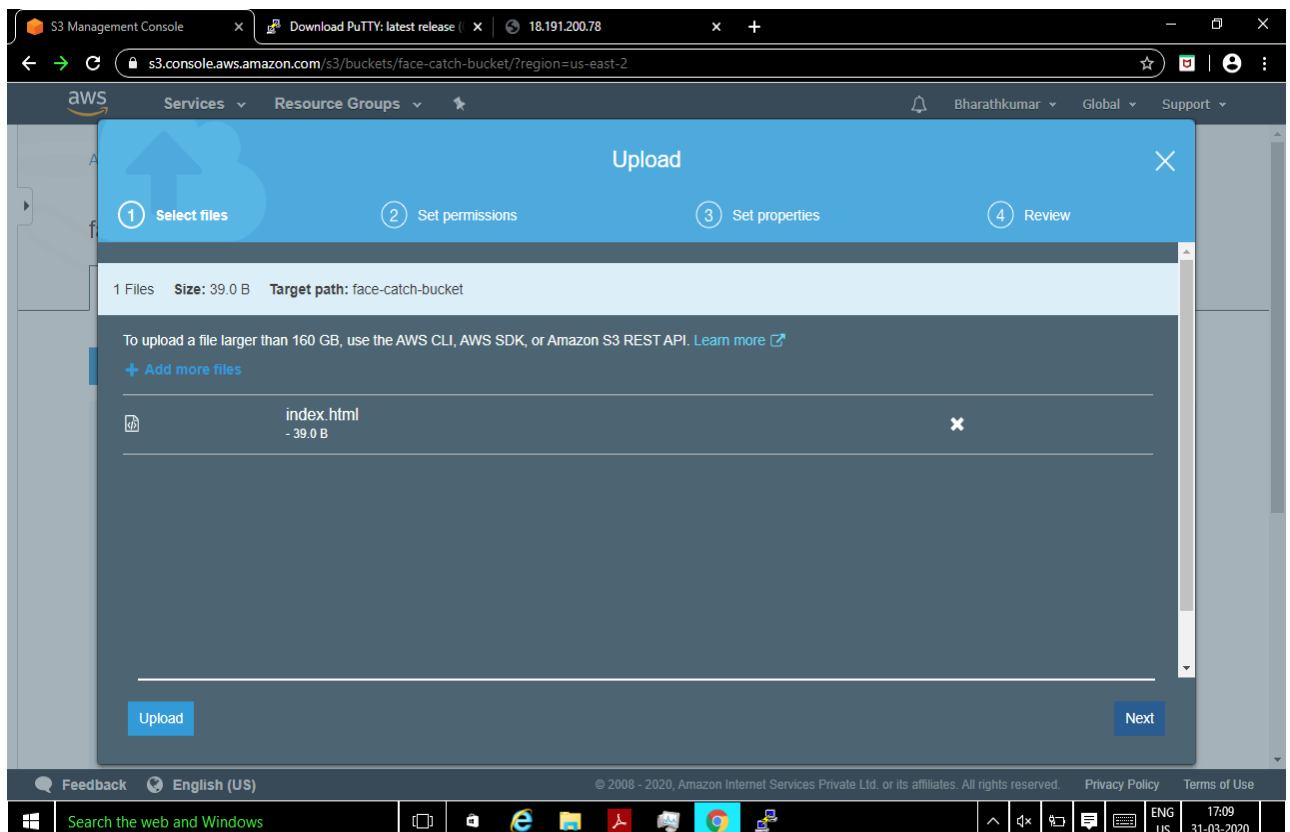 S3 Management Console
Download PuTTY: latest release (
18.191.200.78
s3.console.aws.amazon.com/s3/buckets/face-catch-bucket/?region=us-east-2
aws Services Resource Groups Bharathkumar Global Support
Upload
1 Select files 2 Set permissions 3 Set properties 4 Review
1 Files Size: 39.0 B Target path: face-catch-bucket
To upload a file larger than 160 GB, use the AWS CLI, AWS SDK, or Amazon S3 REST API. Learn more
+ Add more files
index.html
- 39.0 B
Upload Next
Feedback English (US) © 2008 - 2020, Amazon Internet Services Private Ltd. or its affiliates. All rights reserved. Privacy Policy Terms of Use
Search the web and Windows
ENG
US
17:09
31-03-2020